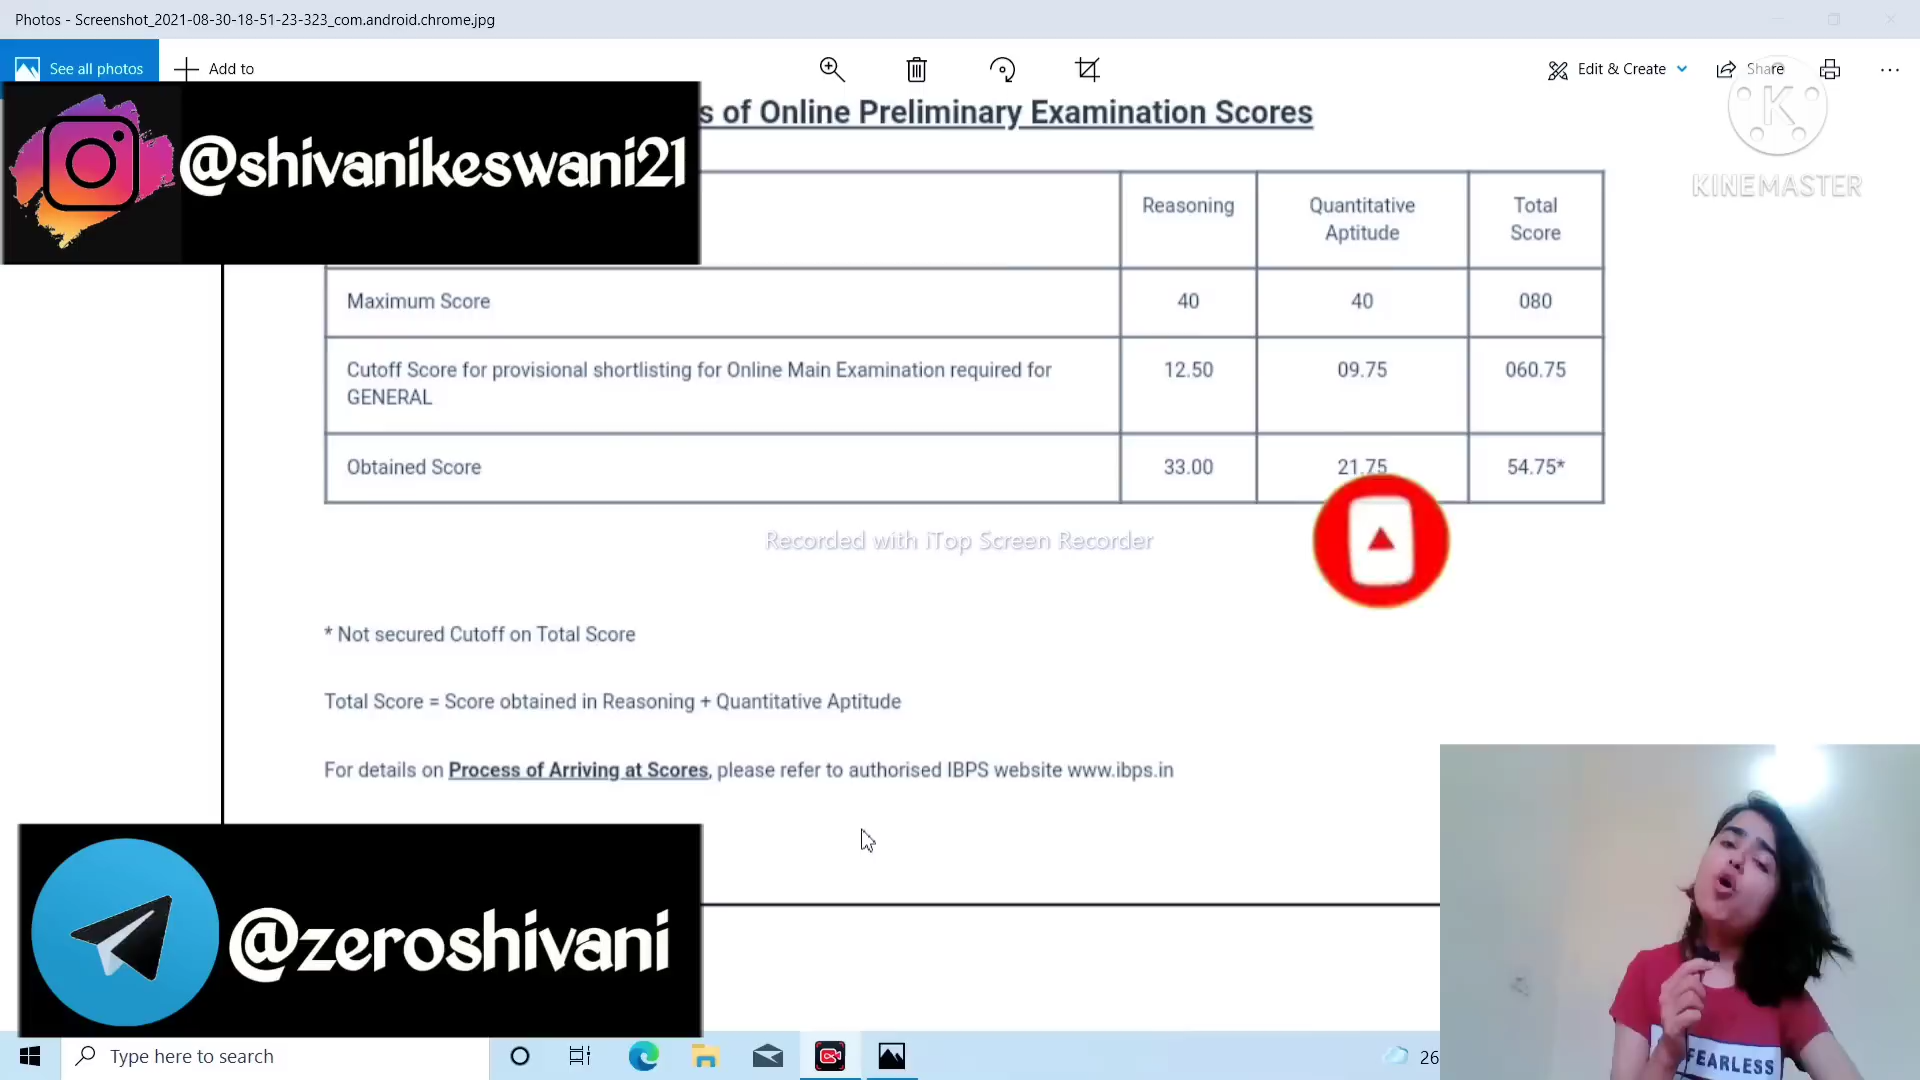 Photos - Screenshot_2021-08-30-18-51-23-323_com.android.chrome.jpg
See all photos
Add to
Edit & Create
Share
@shivanikeswani21
s of Online Preliminary Examination Scores
K
KINEMASTER
Reasoning
Quantitative
Aptitude
Total
Score
Maximum Score
40
40
080
Cutoff Score for provisional shortlisting for Online Main Examination required for
GENERAL
12.50
09.75
060.75
Obtained Score
33.00
21.75
54.75*
Recorded with iTop Screen Recorder
* Not secured Cutoff on Total Score
Total Score = Score obtained in Reasoning + Quantitative Aptitude
For details on Process of Arriving at Scores, please refer to authorised IBPS website www.ibps.in
@zeroshivani
FEARLESS
Type here to search
26